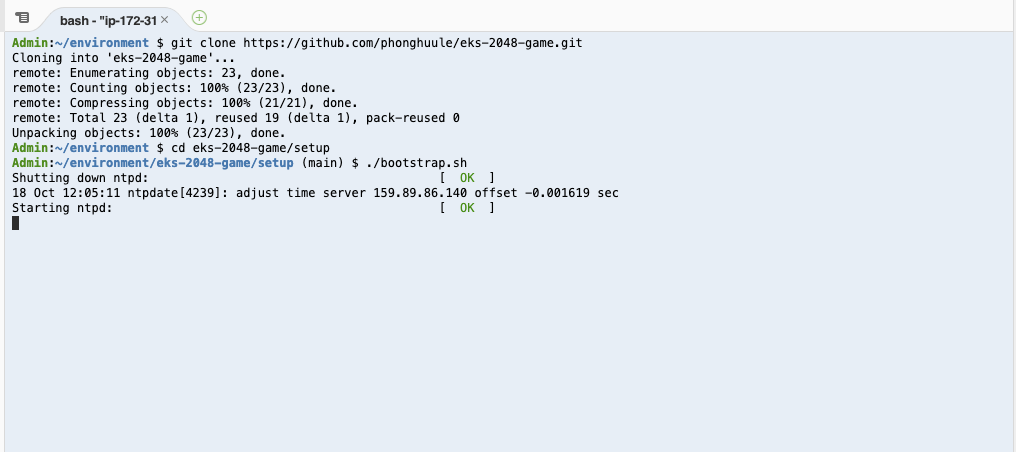 bash - "ip-172-31 ×
Admin:~/environment $ git clone https://github.com/phonghuule/eks-2048-game.git
Cloning into 'eks-2048-game'...
remote: Enumerating objects: 23, done.
remote: Counting objects: 100% (23/23), done.
remote: Compressing objects: 100% (21/21), done.
remote: Total 23 (delta 1), reused 19 (delta 1), pack-reused 0
Unpacking objects: 100% (23/23), done.
Admin:~/environment $ cd eks-2048-game/setup
Admin:~/environment/eks-2048-game/setup (main) $ ./bootstrap.sh
Shutting down ntpd: [ OK ]
18 Oct 12:05:11 ntpdate[4239]: adjust time server 159.89.86.140 offset -0.001619 sec
Starting ntpd: [ OK ]